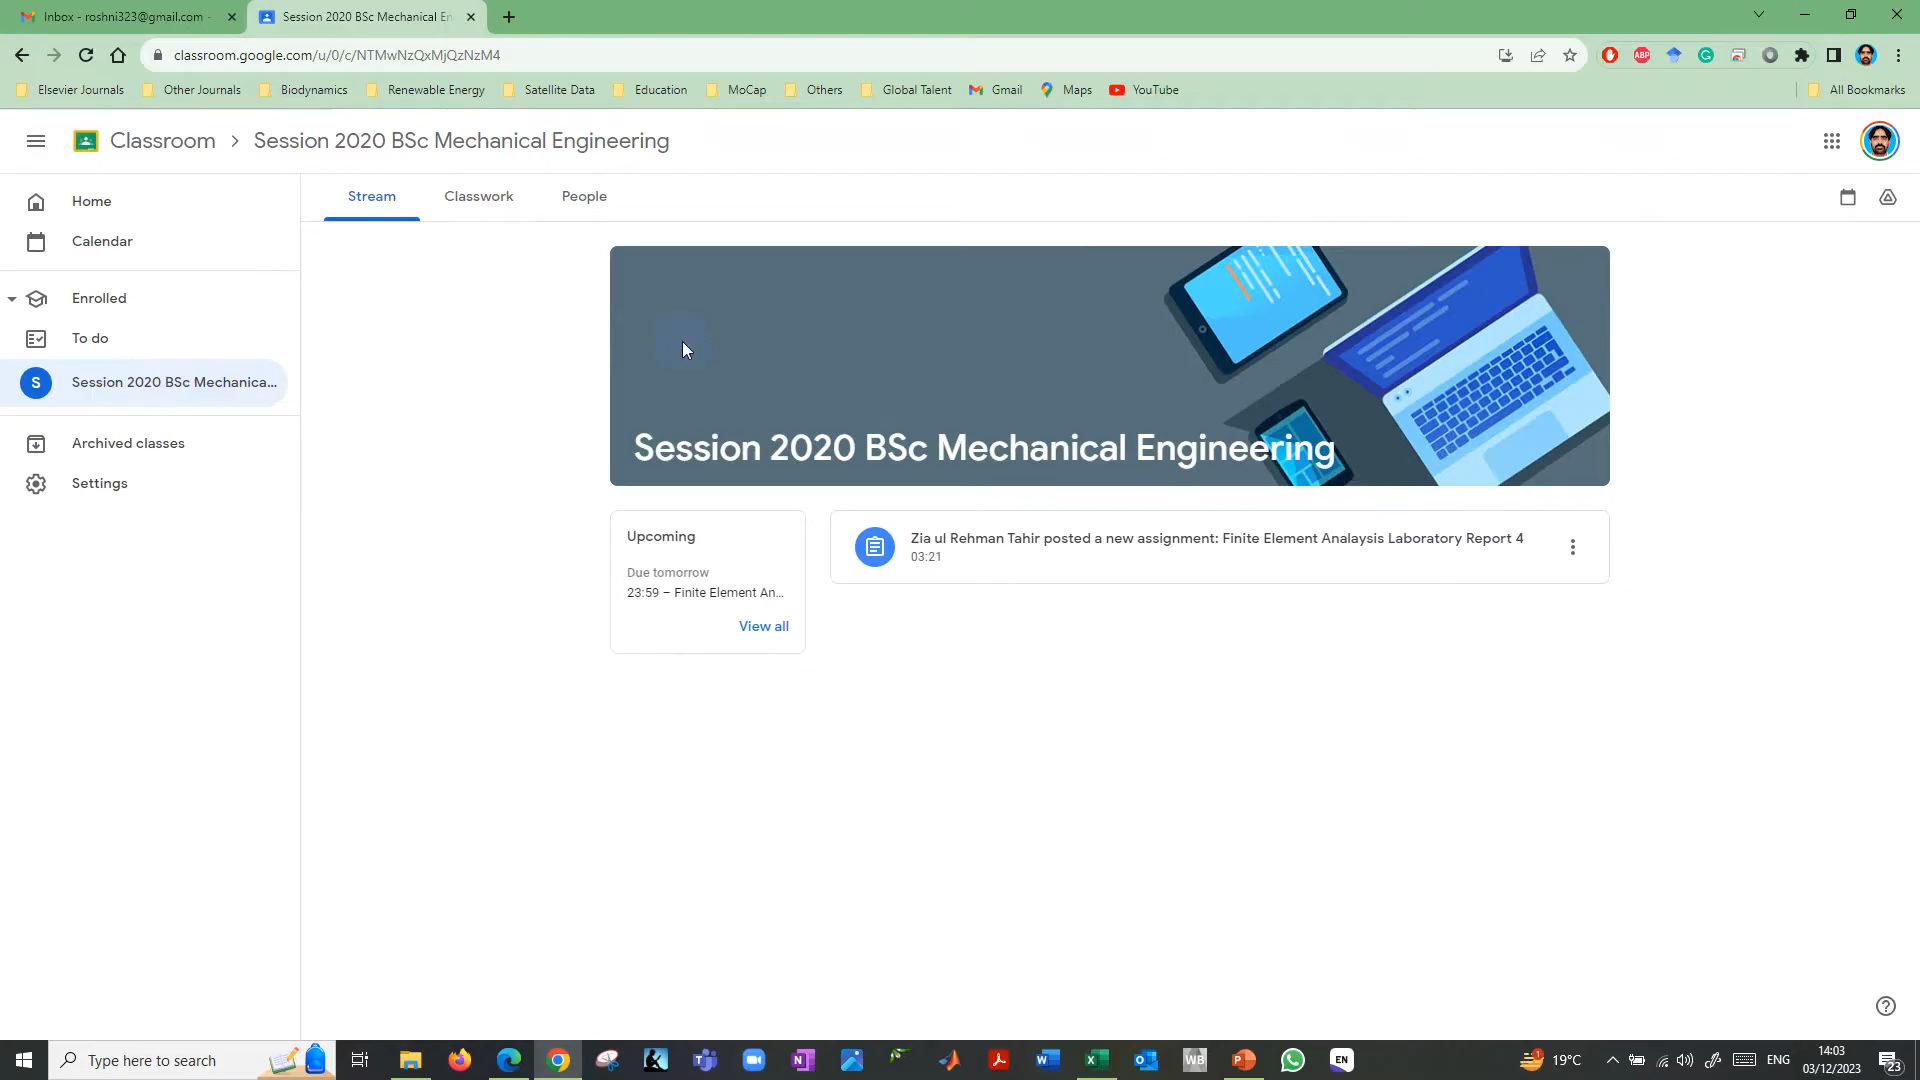 Inbox - roshni323@gmail.com -
Session 2020 BSc Mechanical En
classroom.google.com/u/0/c/NTMwNzQxMjQzNzM4
ABP
Elsevier Journals Other Journals Biodynamics Renewable Energy Satellite Data Education MoCap Others Global Talent Gmail Maps YouTube All Bookmarks
Classroom > Session 2020 BSc Mechanical Engineering
Home
Calendar
Enrolled
To do
S Session 2020 BSc Mechanica...
Archived classes
Settings
Stream Classwork People
Session 2020 BSc Mechanical Engineering
Upcoming
Due tomorrow
23:59 – Finite Element An...
View all
Zia ul Rehman Tahir posted a new assignment: Finite Element Analaysis Laboratory Report 4
03:21
Type here to search
WB
EN
19°C
ENG
14:03
03/12/2023
23